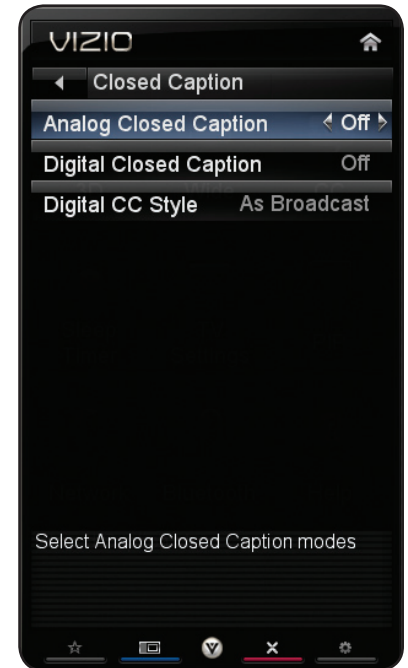 VIZIO
Closed Caption
Analog Closed Caption Off
Digital Closed Caption Off
Digital CC Style As Broadcast
Select Analog Closed Caption modes